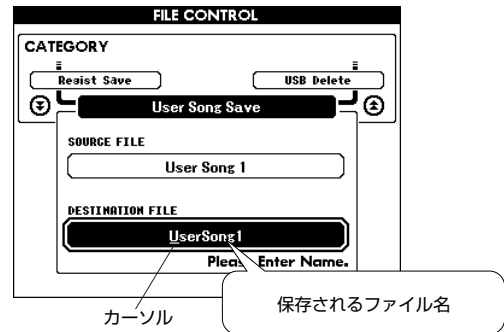 FILE CONTROL
CATEGORY
Regist Save
USB Delete
User Song Save
SOURCE FILE
User Song 1
DESTINATION FILE
UserSong1
Please Enter Name.
カーソル
保存されるファイル名